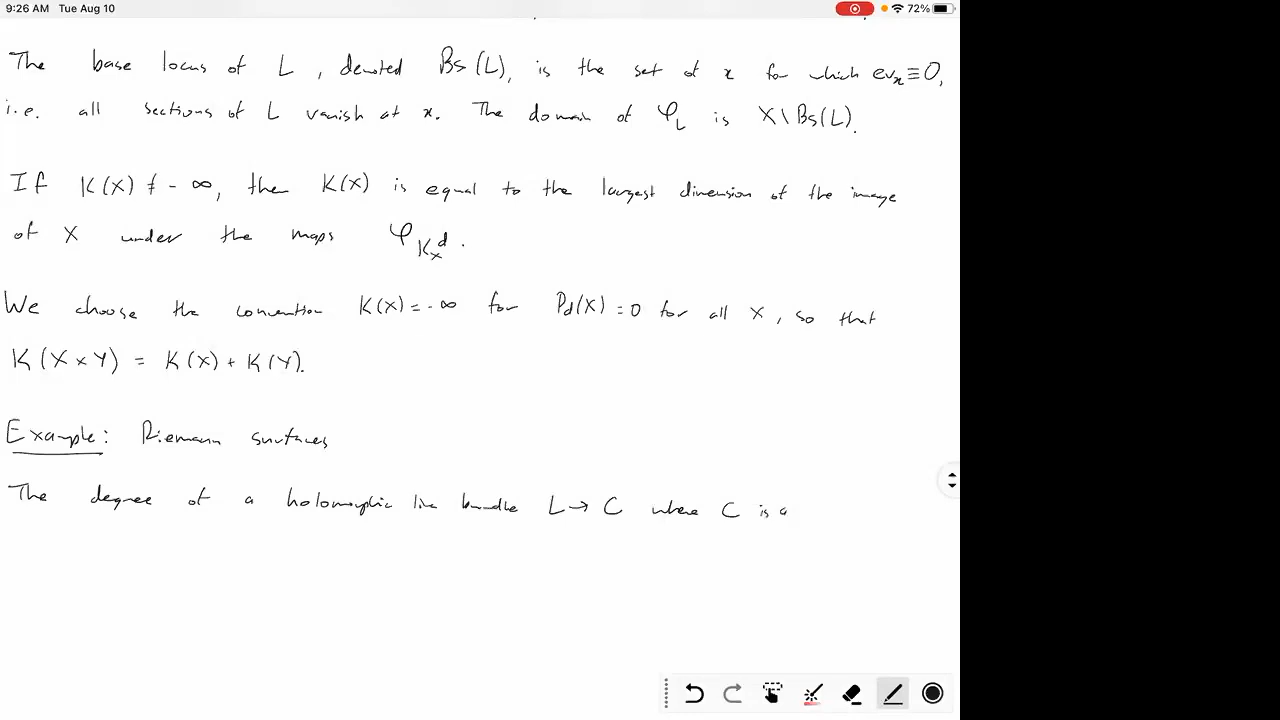 9:26 AM Tue Aug 10 72%
The base locus of L, denoted Bs(L), is the set of x for which evₓ≡0,
i.e. all sections of L vanish at x. The domain of φ_L is X\Bs(L).
If K(X) ≠ -∞, then K(X) is equal to the largest dimension of the image
of X under the maps φ_{K_X^d}.
We choose the convention K(X) = -∞ for P_d(X) = 0 for all X, so that
K(X×Y) = K(X) + K(Y).
Example: Riemann surfaces
The degree of a holomorphic line bundle L → C where C is a